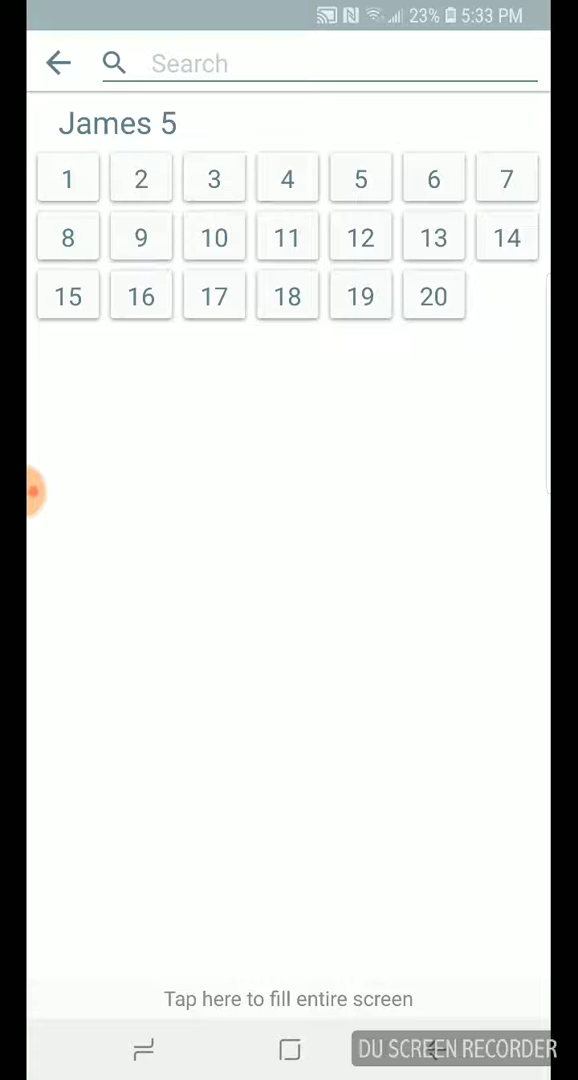 23% 5:33 PM
Search
James 5
1 2 3 4 5 6 7
8 9 10 11 12 13 14
15 16 17 18 19 20
Tap here to fill entire screen
DU SCREEN RECORDER